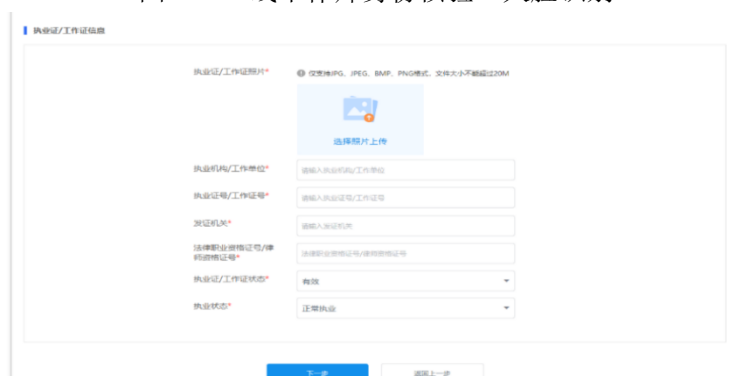 执业证/工作证信息
执业证/工作证照片*
仅支持JPG、JPEG、BMP、PNG格式，文件大小不能超过20M
选择照片上传
执业机构/工作单位*
请输入执业机构/工作单位
执业证号/工作证号*
请输入执业证号/工作证号
发证机关*
请输入发证机关
法律职业资格证号/律
师资格证号*
法律职业资格证号/律师资格证号
执业证/工作证状态*
有效
执业状态*
正常执业
下一步
返回上一步